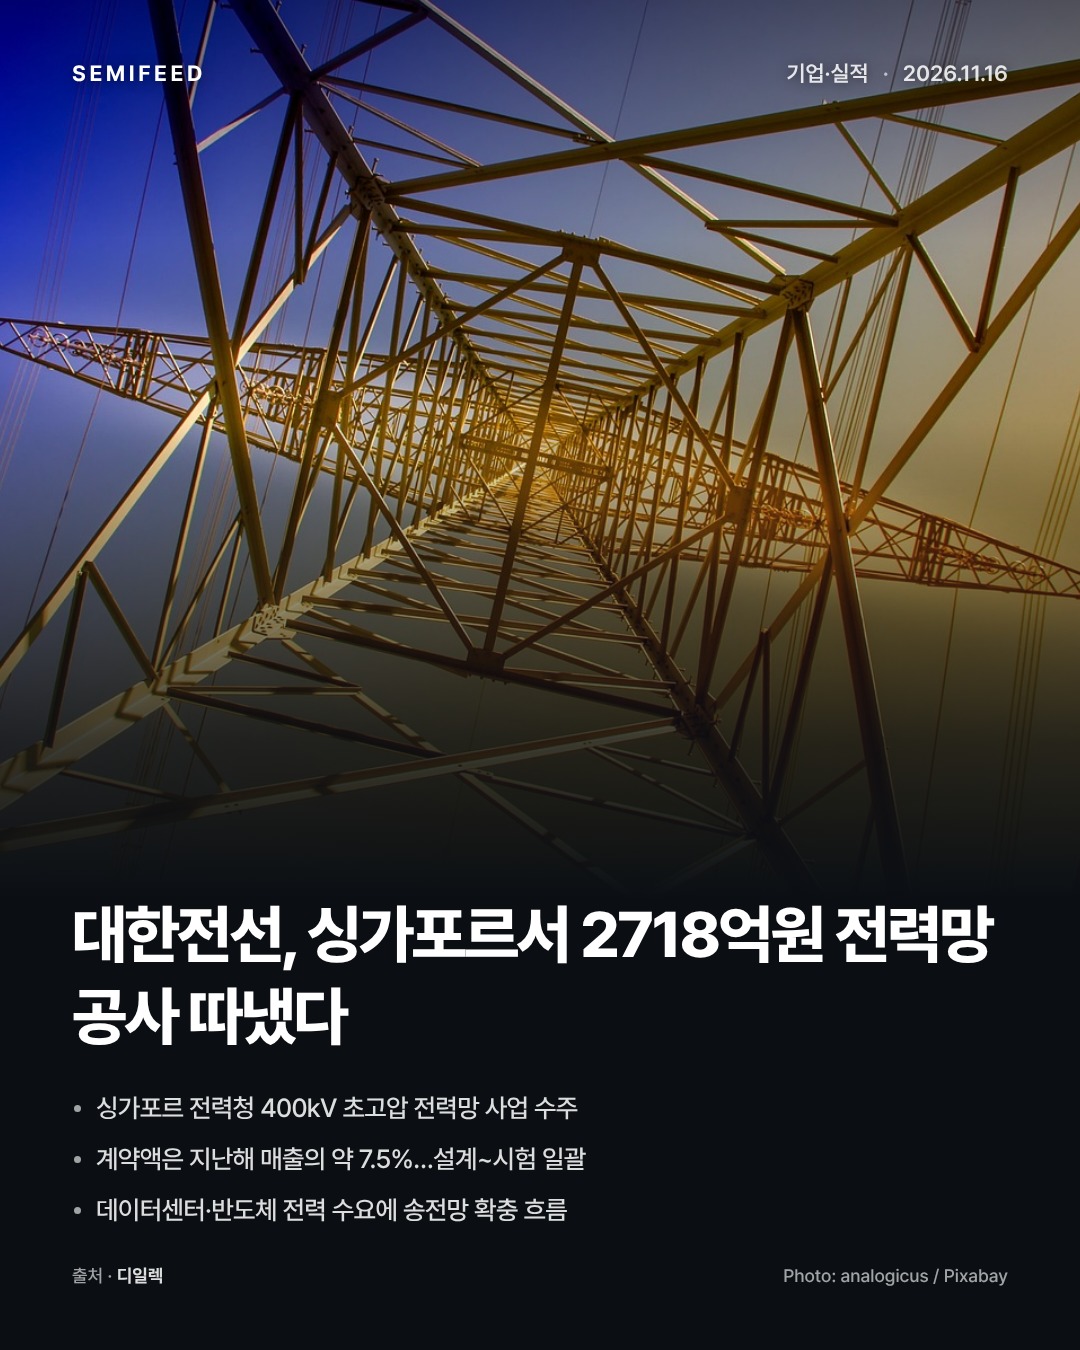 SEMIFEED
기업·실적 · 2026.11.16
대한전선, 싱가포르서 2718억원 전력망
공사 따냈다
• 싱가포르 전력청 400kV 초고압 전력망 사업 수주
• 계약액은 지난해 매출의 약 7.5%…설계~시험 일괄
• 데이터센터·반도체 전력 수요에 송전망 확충 흐름
출처 · 디일렉
Photo: analogicus / Pixabay